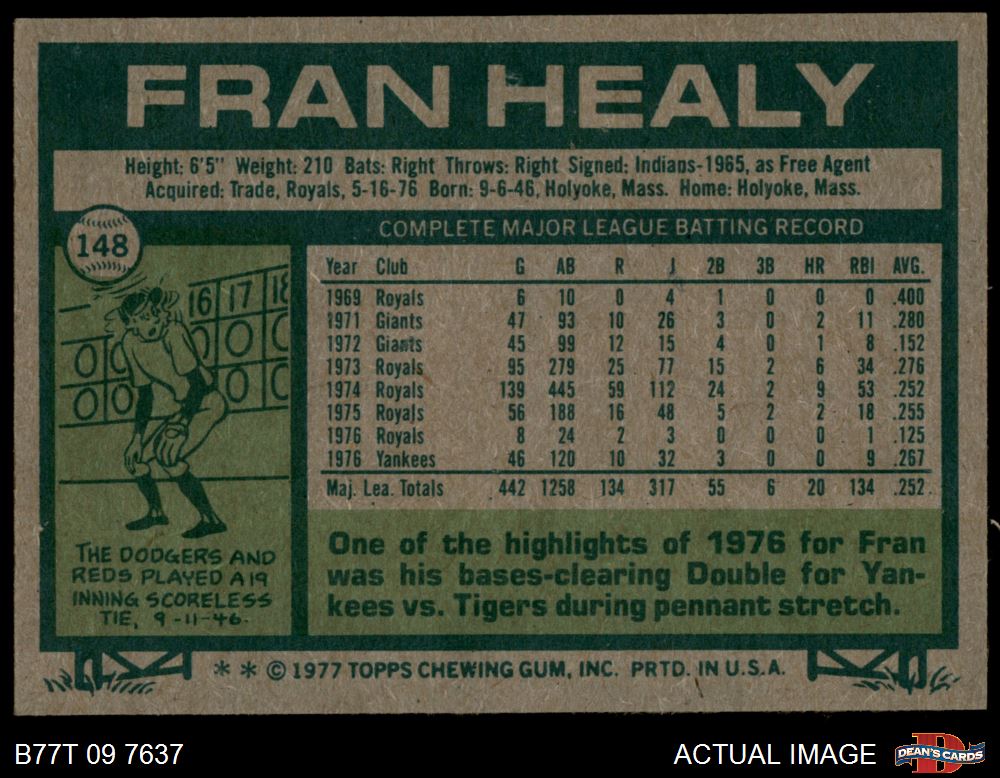 FRAN HEALY
Height: 6'5" Weight: 210 Bats: Right Throws: Right Signed: Indians-1965, as Free Agent
Acquired: Trade, Royals, 5-16-76 Born: 9-6-46, Holyoke, Mass. Home: Holyoke, Mass.
148
COMPLETE MAJOR LEAGUE BATTING RECORD
Year Club G AB R J 2B 3B HR RBI AVG.
1969 Royals 6 10 0 4 1 0 0 0 .400
1971 Giants 47 93 10 26 3 0 2 11 .280
1972 Giants 45 99 12 15 4 0 1 8 .152
1973 Royals 95 279 25 77 15 2 6 34 .276
1974 Royals 139 445 59 112 24 2 9 53 .252
1975 Royals 56 188 16 48 5 2 2 18 .255
1976 Royals 8 24 2 3 0 0 0 1 .125
1976 Yankees 46 120 10 32 3 0 0 9 .267
Maj. Lea. Totals 442 1258 134 317 55 6 20 134 .252
16 17 18
0 0 0 0
0 0 0 0
THE DODGERS AND
REDS PLAYED A 19
INNING SCORELESS
TIE, 9-11-46.
One of the highlights of 1976 for Fran
was his bases-clearing Double for Yan-
kees vs. Tigers during pennant stretch.
* * © 1977 TOPPS CHEWING GUM, INC. PRTD. IN U.S.A.
B77T 09 7637
ACTUAL IMAGE
DEAN'S CARDS